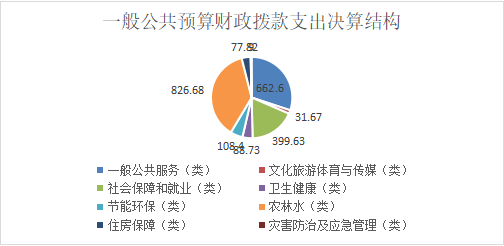 一般公共预算财政拨款支出决算结构
77.82
826.68
662.6
31.67
399.63
88.73
108.4
一般公共服务（类）
文化旅游体育与传媒（类）
社会保障和就业（类）
卫生健康（类）
节能环保（类）
农林水（类）
住房保障（类）
灾害防治及应急管理（类）